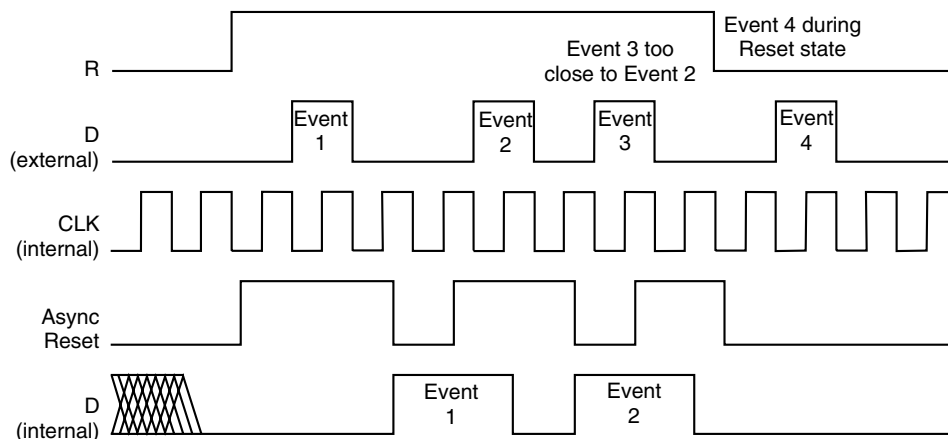 Event 4 during
Reset state
Event 3 too
close to Event 2
R
D
(external)
Event
1
Event
2
Event
3
Event
4
CLK
(internal)
Async
Reset
D
(internal)
Event
1
Event
2